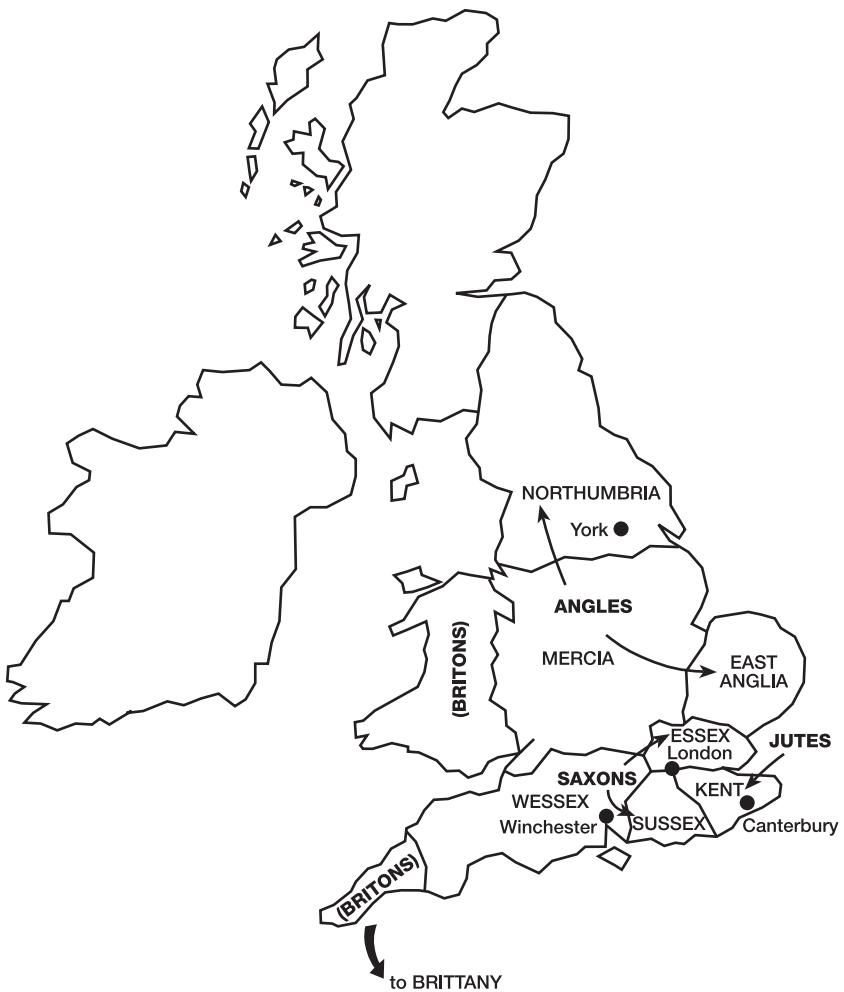 NORTHUMBRIA
York
ANGLES
(BRITONS)
MERCIA
EAST
ANGLIA
ESSEX
London
JUTES
SAXONS
KENT
WESSEX
Winchester
SUSSEX
Canterbury
(BRITONS)
to BRITTANY